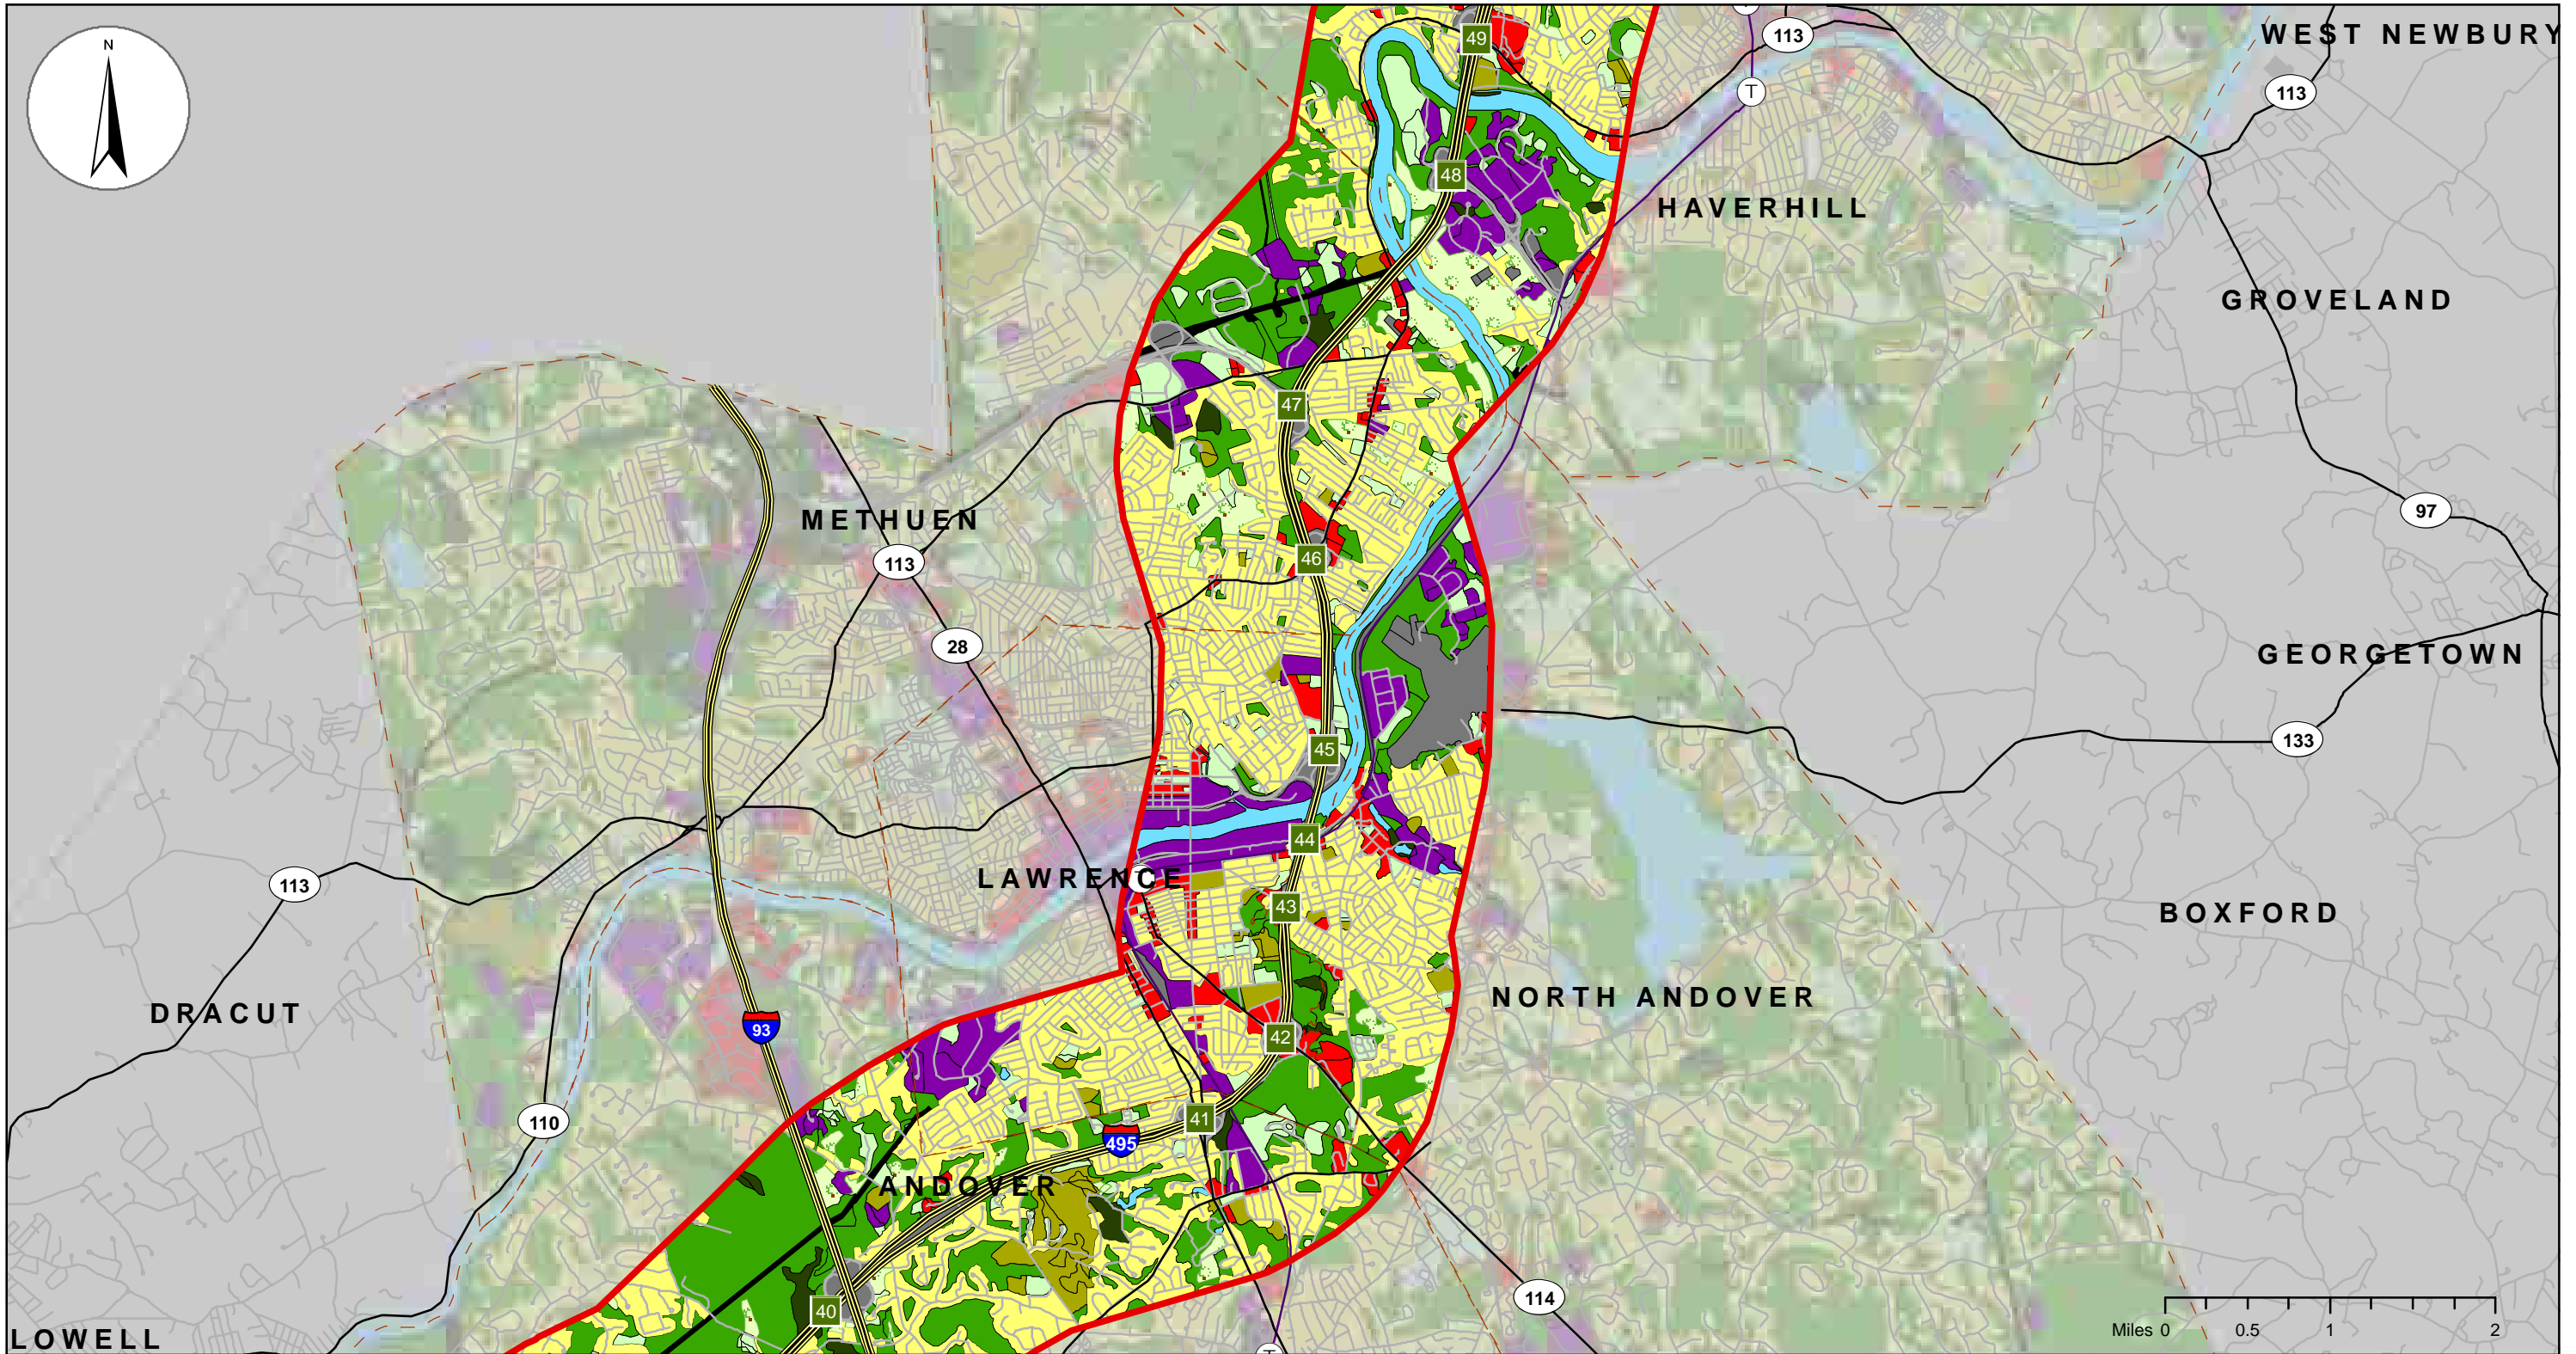 N
49
113
WEST NEWBURY
T
113
48
HAVERHILL
GROVELAND
47
97
METHUEN
113
46
28
GEORGETOWN
133
45
44
LAWRENCE
113
43
BOXFORD
NORTH ANDOVER
DRACUT
93
42
110
41
495
ANDOVER
114
40
LOWELL
Miles 0 0.5 1 2